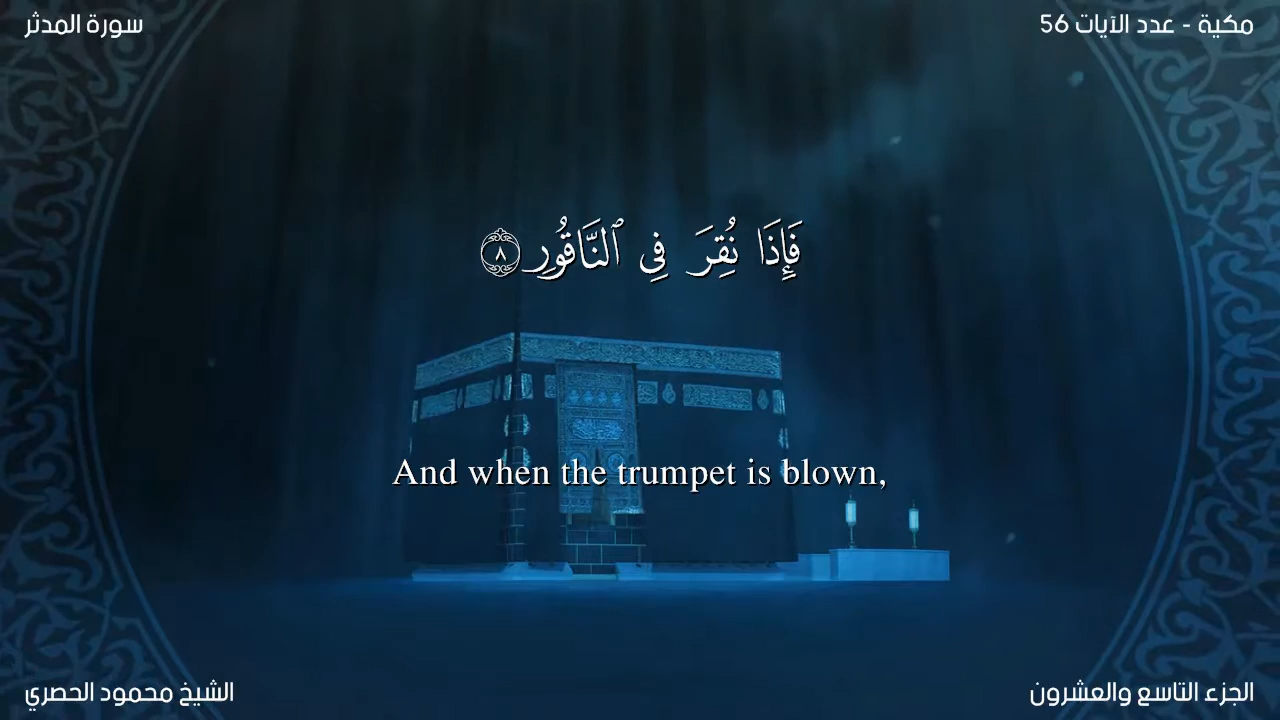 سورة المدثر
مكية - عدد الآيات 56
فَإِذَا نُقِرَ فِي ٱلنَّاقُورِ ٨
And when the trumpet is blown,
الشيخ محمود الحصري
الجزء التاسع والعشرون